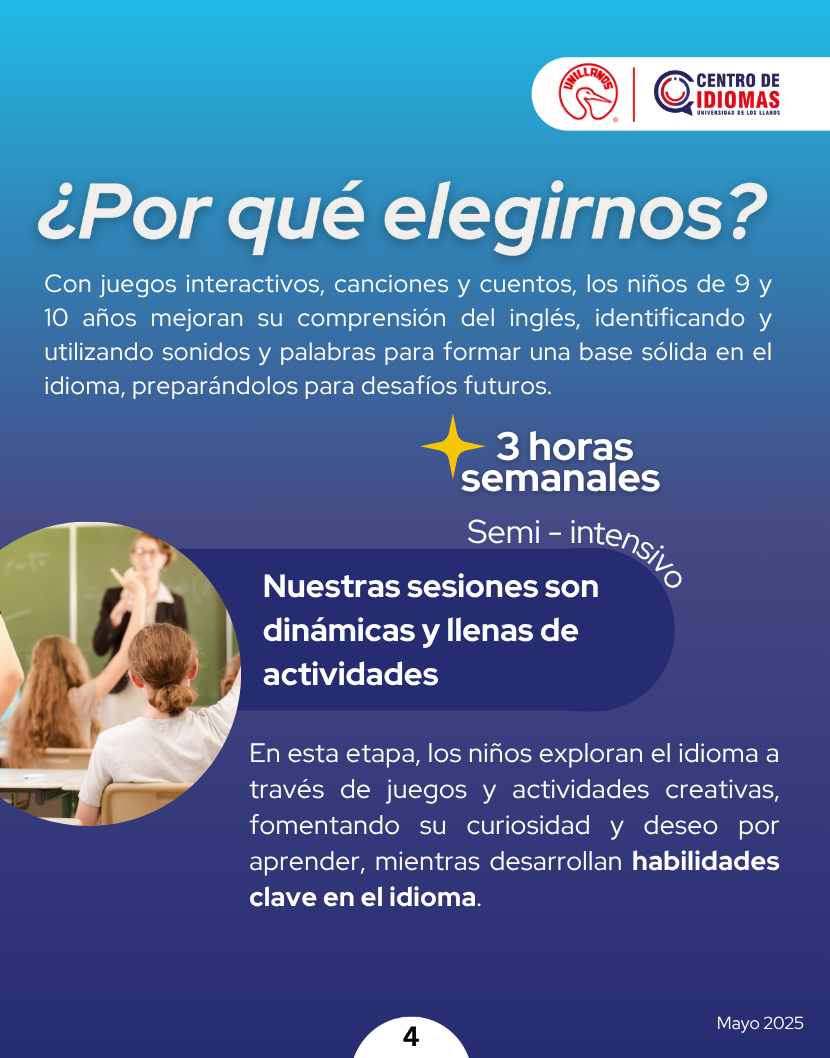 UNILLANOS
CENTRO DE
IDIOMAS
UNIVERSIDAD DE LOS LLANOS
¿Por qué elegirnos?
Con juegos interactivos, canciones y cuentos, los niños de 9 y
10 años mejoran su comprensión del inglés, identificando y
utilizando sonidos y palabras para formar una base sólida en el
idioma, preparándolos para desafíos futuros.
3 horas
semanales
Semi - intensivo
Nuestras sesiones son
dinámicas y llenas de
actividades
En esta etapa, los niños exploran el idioma a
través de juegos y actividades creativas,
fomentando su curiosidad y deseo por
aprender, mientras desarrollan habilidades
clave en el idioma.
Mayo 2025
4